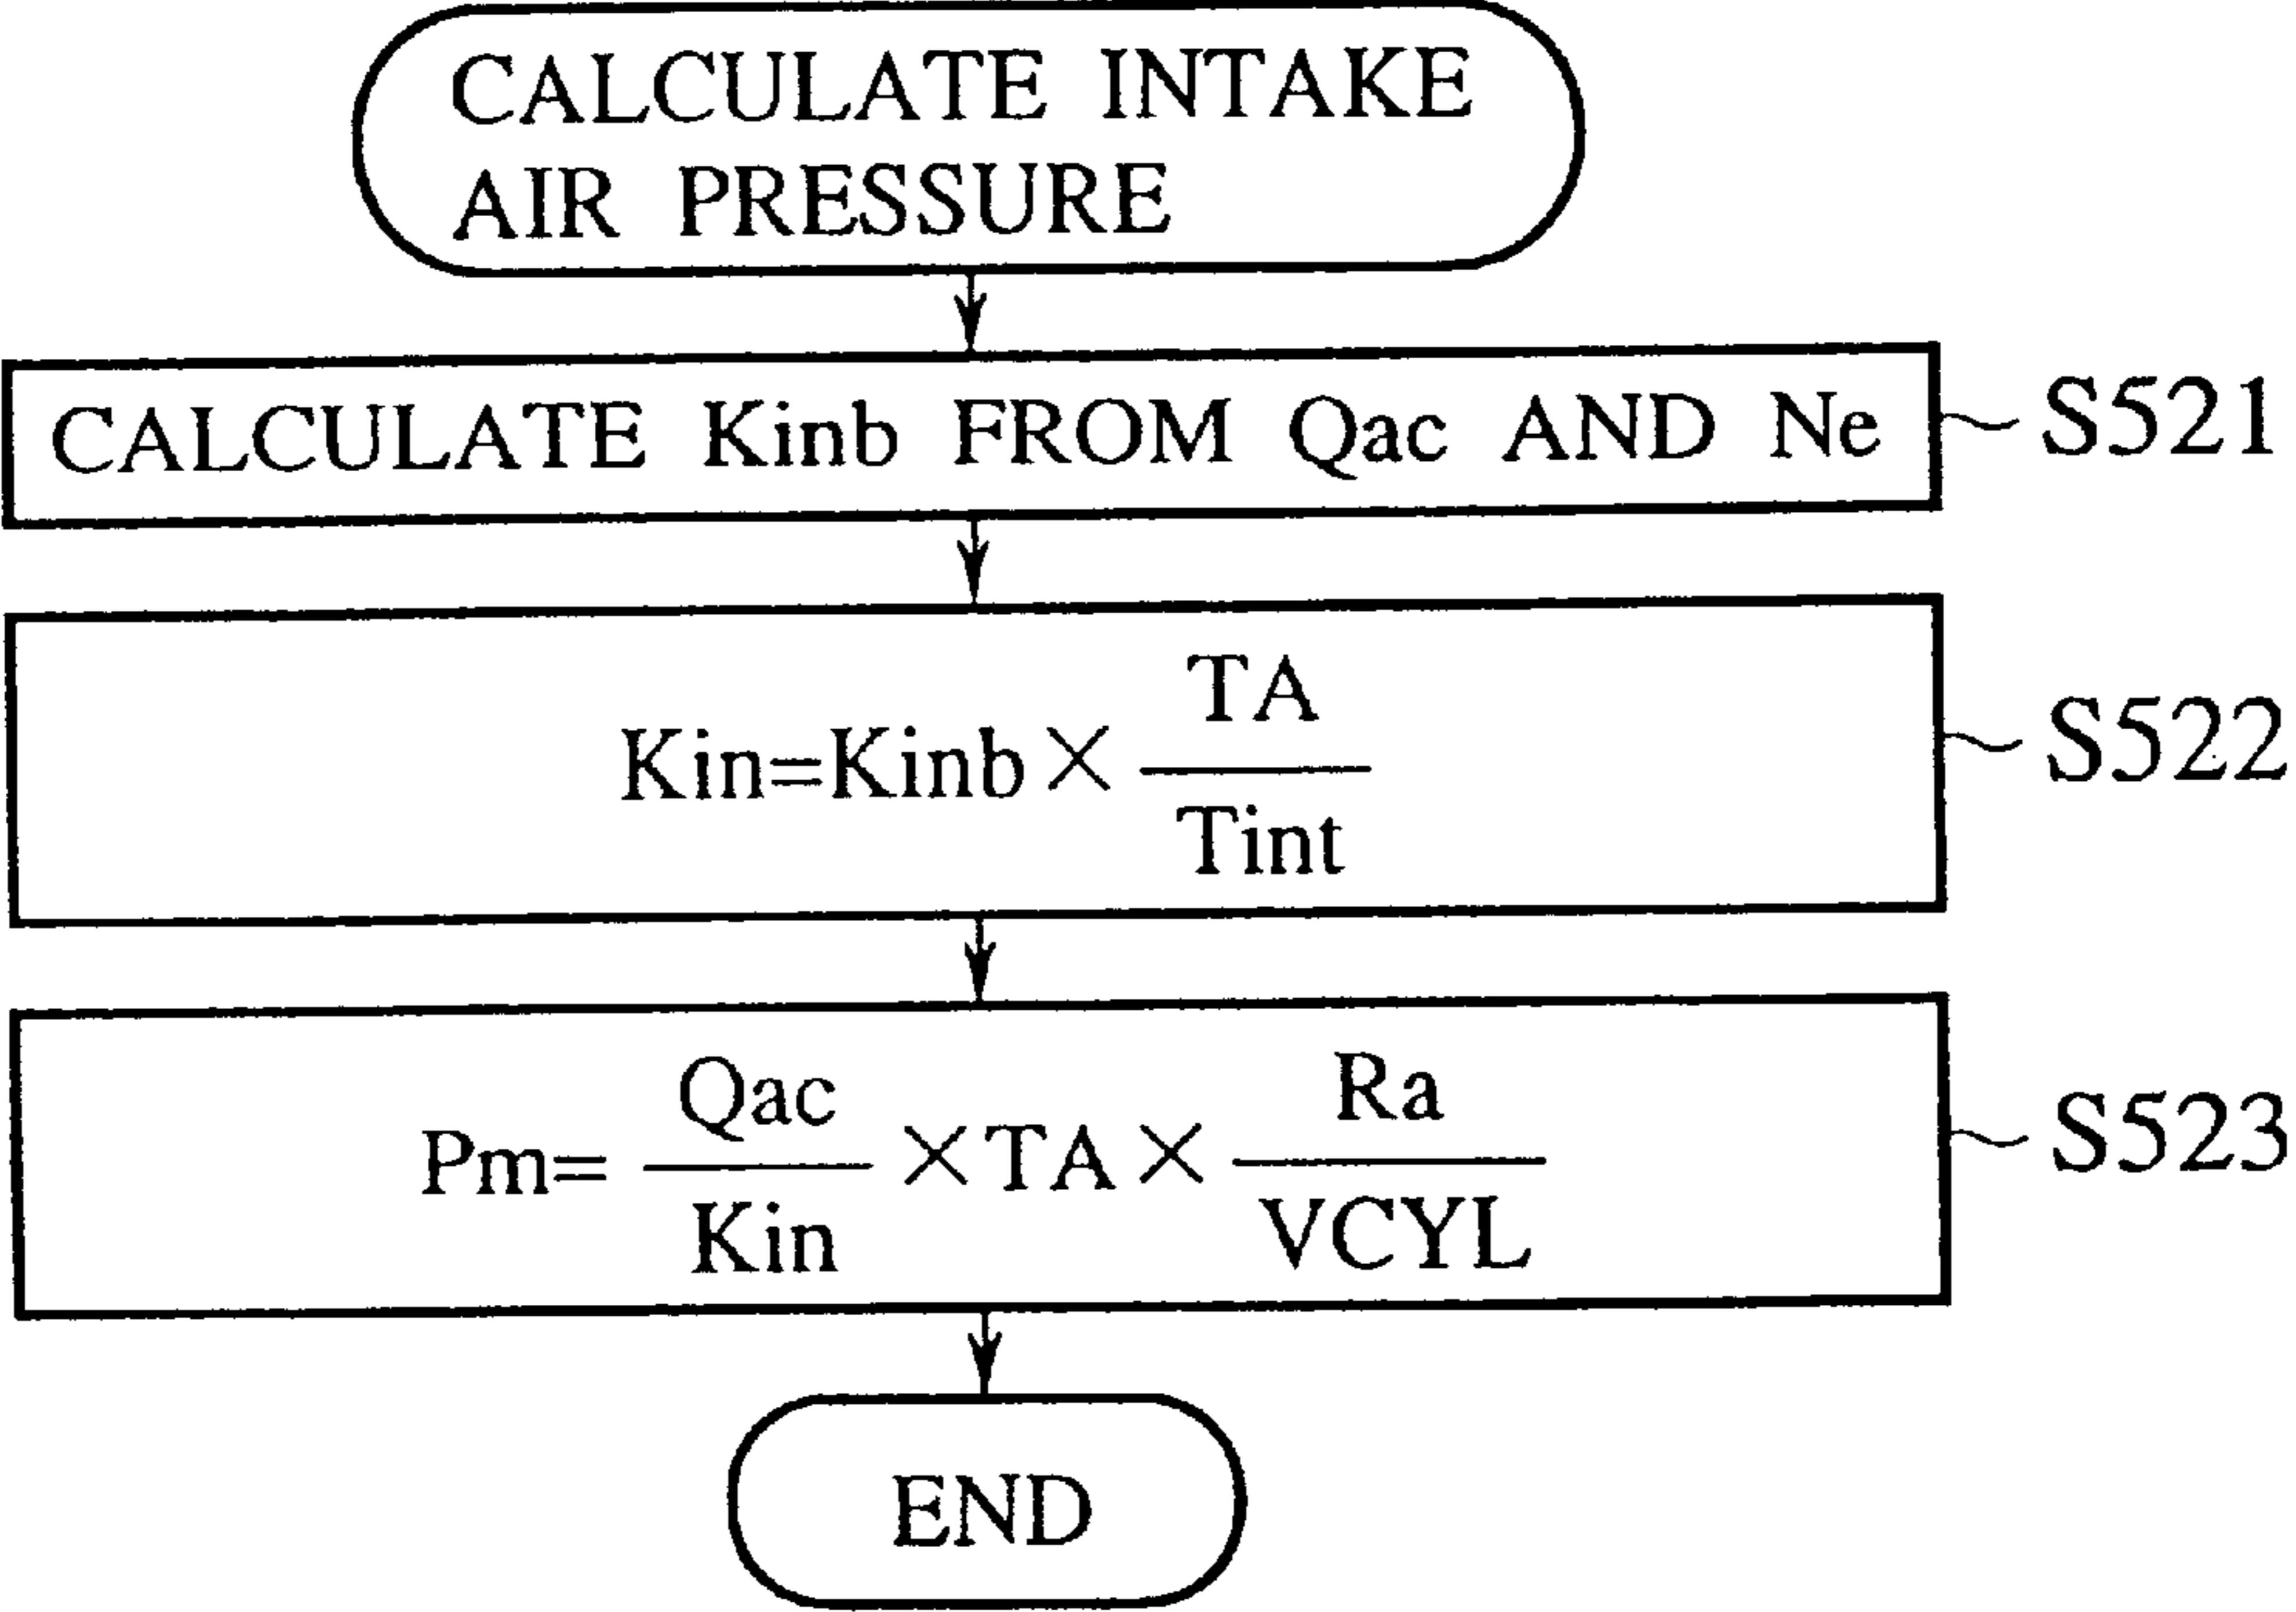 CALCULATE INTAKE
AIR PRESSURE
CALCULATE Kinb FROM Qac AND Ne
S521
Kin=Kinb × TA / Tint
S522
Pm= Qac / Kin × TA × Ra / VCYL
S523
END